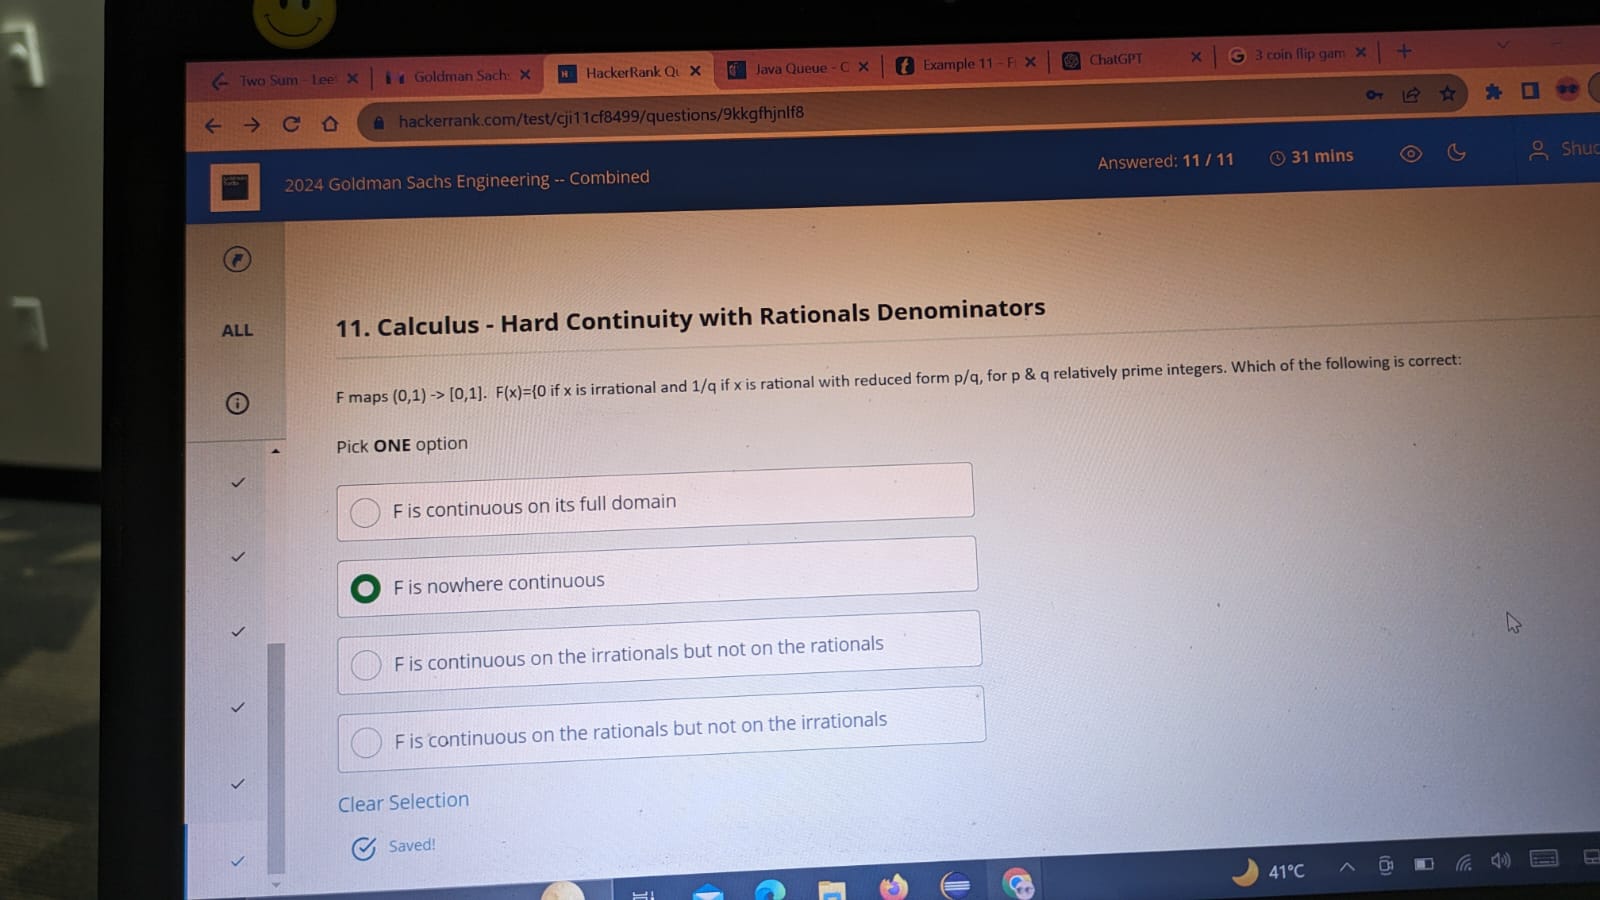 Two Sum - Lee
Goldman Sach
HackerRank Qu
Java Queue - C
Example 11 - F
ChatGPT
3 coin flip gam
hackerrank.com/test/cji11cf8499/questions/9kkgfhjnlf8
2024 Goldman Sachs Engineering -- Combined
Answered: 11 / 11
31 mins
Shuc
ALL
11. Calculus - Hard Continuity with Rationals Denominators
F maps (0,1) -> [0,1]. F(x)={0 if x is irrational and 1/q if x is rational with reduced form p/q, for p & q relatively prime integers. Which of the following is correct:
Pick ONE option
F is continuous on its full domain
F is nowhere continuous
F is continuous on the irrationals but not on the rationals
F is continuous on the rationals but not on the irrationals
Clear Selection
Saved!
41°C